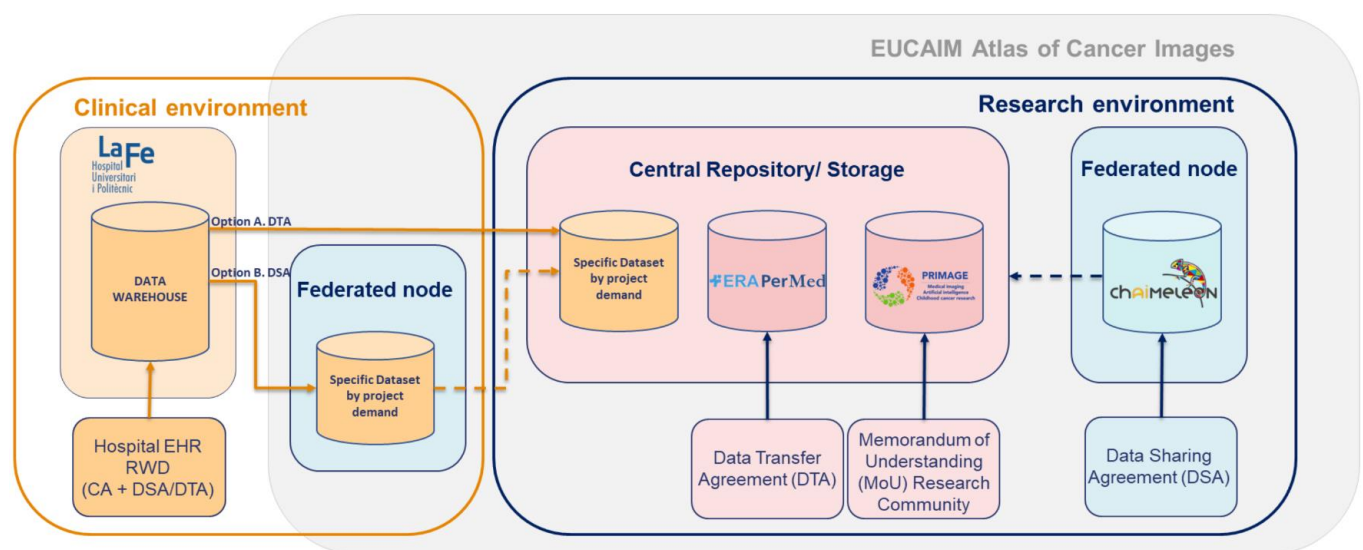 EUCAIM Atlas of Cancer Images
Clinical environment
Research environment
LaFe
Hospital
Universitari
i Politècnic
DATA
WAREHOUSE
Option A. DTA
Option B. DSA
Federated node
Specific Dataset
by project
demand
Hospital EHR
RWD
(CA + DSA/DTA)
Central Repository/ Storage
Specific Dataset
by project
demand
ERA PerMed
PRIMAGE
Medical imaging
Artificial intelligence
Childhood cancer research
Data Transfer
Agreement (DTA)
Memorandum of
Understanding
(MoU) Research
Community
Federated node
chAimeleon
Data Sharing
Agreement (DSA)